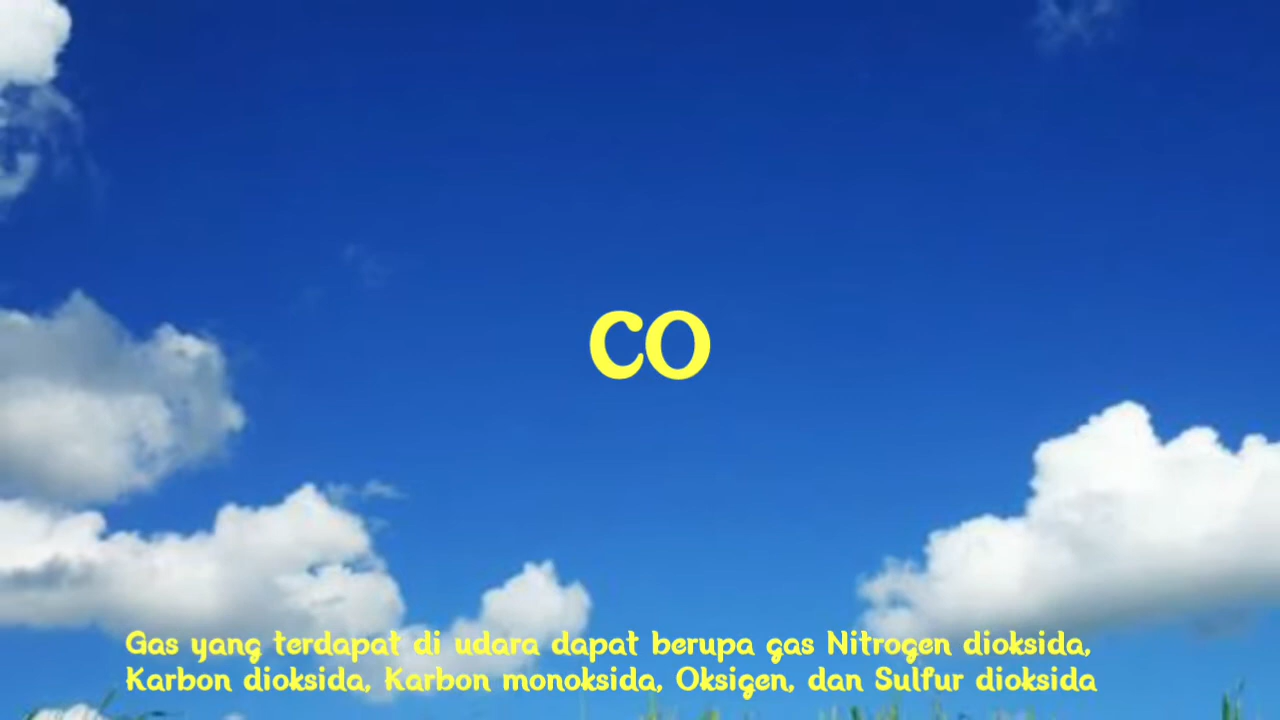 CO
Gas yang terdapat di udara dapat berupa gas Nitrogen dioksida,
Karbon dioksida, Karbon monoksida, Oksigen, dan Sulfur dioksida